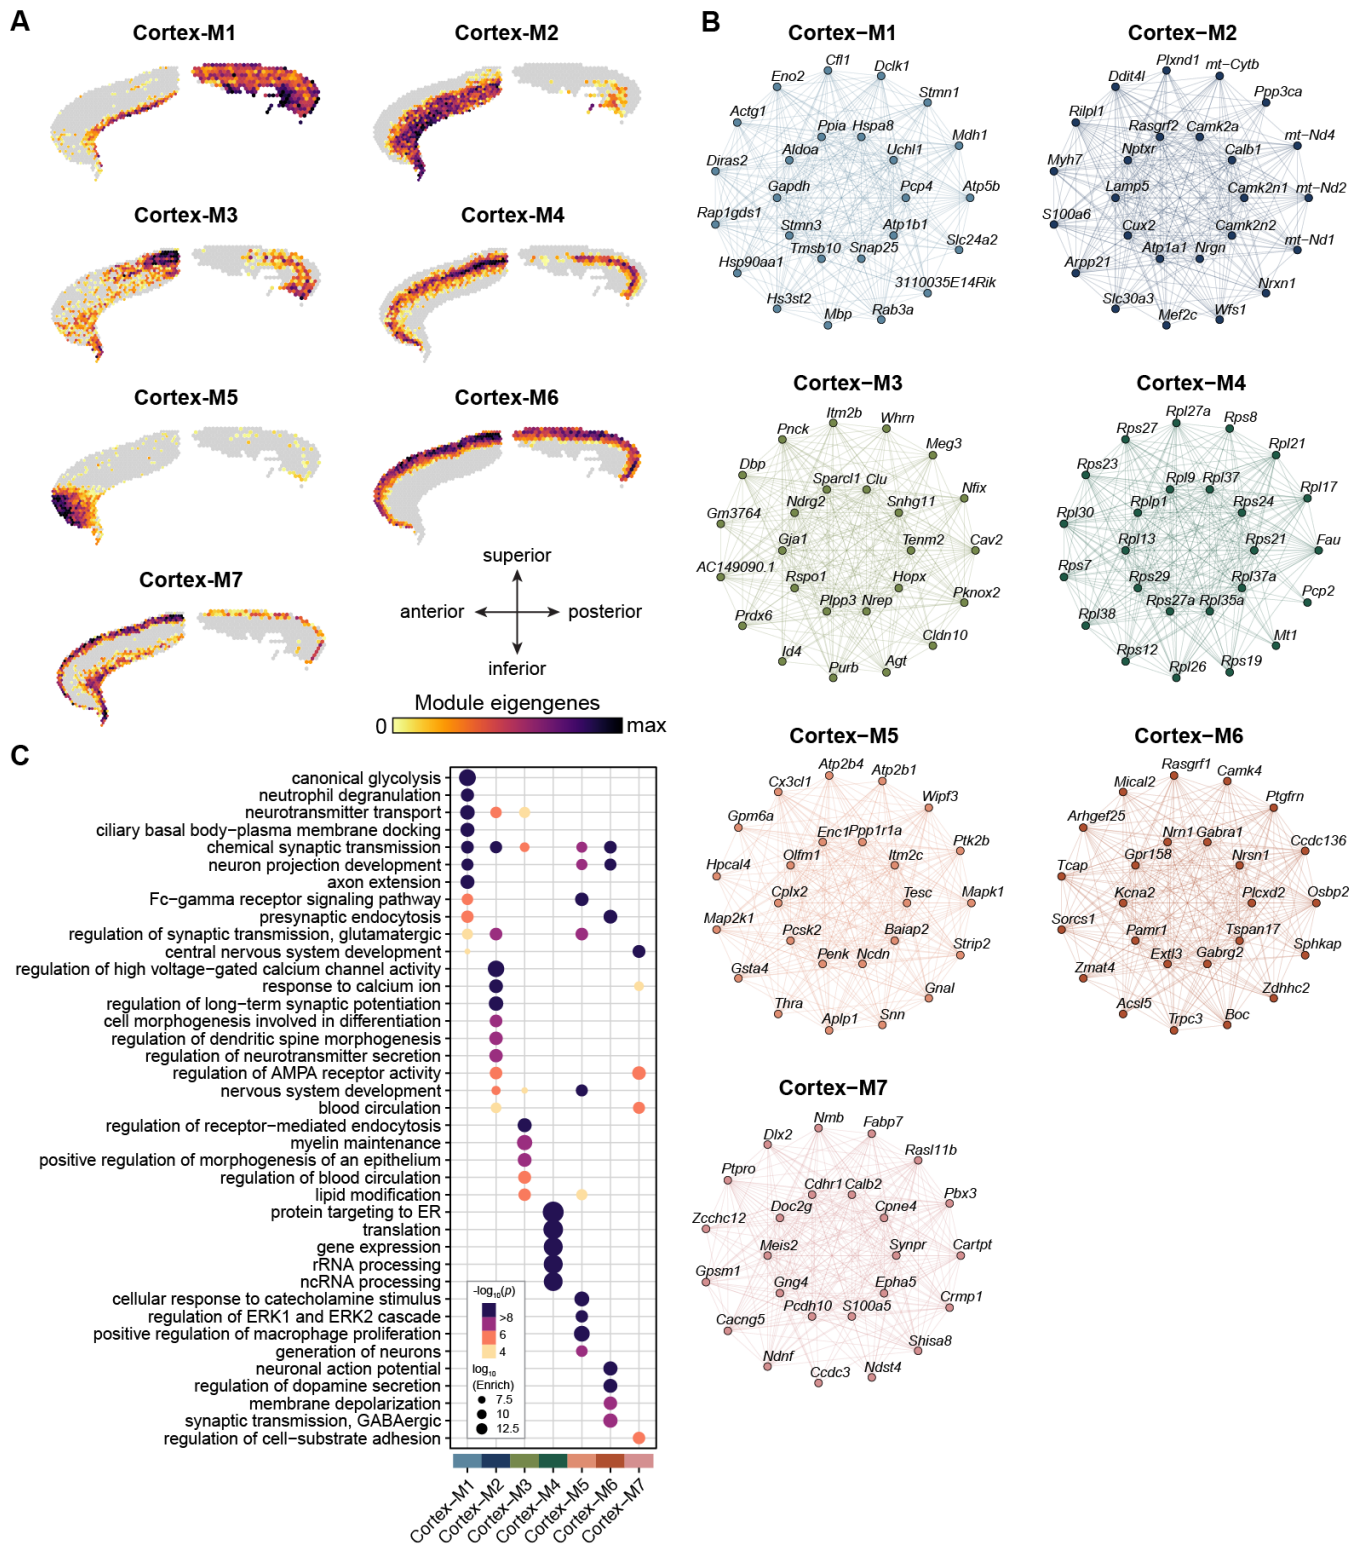 A
Cortex-M1
Cortex-M2
Cortex-M3
Cortex-M4
Cortex-M5
Cortex-M6
Cortex-M7
superior
anterior
posterior
inferior
Module eigengenes
0
max
B
Cortex−M1
Cfl1
Dclk1
Eno2
Stmn1
Actg1
Ppia
Hspa8
Mdh1
Aldoa
Uchl1
Diras2
Gapdh
Pcp4
Atp5b
Rap1gds1
Stmn3
Atp1b1
Slc24a2
Tmsb10
Snap25
Hsp90aa1
3110035E14Rik
Hs3st2
Mbp
Rab3a
Cortex−M2
Plxnd1
mt−Cytb
Ddit4l
Ppp3ca
Rilpl1
Rasgrf2
Camk2a
mt−Nd4
Nptxr
Calb1
Myh7
Lamp5
Camk2n1
mt−Nd2
S100a6
Cux2
Camk2n2
mt−Nd1
Atp1a1
Nrgn
Arpp21
Nrxn1
Slc30a3
Mef2c
Wfs1
Cortex−M3
Itm2b
Whrn
Pnck
Meg3
Dbp
Sparcl1
Clu
Nfix
Ndrg2
Snhg11
Gm3764
Gja1
Tenm2
Cav2
AC149090.1
Rspo1
Hopx
Pknox2
Plpp3
Nrep
Prdx6
Cldn10
Id4
Purb
Agt
Cortex−M4
Rpl27a
Rps8
Rps27
Rpl21
Rps23
Rpl9
Rpl37
Rpl17
Rplp1
Rps24
Rpl30
Rpl13
Rps21
Fau
Rps7
Rps29
Rpl37a
Pcp2
Rps27a
Rpl35a
Rpl38
Mt1
Rps12
Rpl26
Rps19
Cortex−M5
Atp2b4
Atp2b1
Cx3cl1
Wipf3
Gpm6a
Enc1
Ppp1r1a
Ptk2b
Olfm1
Itm2c
Hpcal4
Cplx2
Tesc
Mapk1
Map2k1
Pcsk2
Baiap2
Strip2
Penk
Ncdn
Gsta4
Gnal
Thra
Aplp1
Snn
Cortex−M6
Rasgrf1
Camk4
Mical2
Ptgfrn
Arhgef25
Nrn1
Gabra1
Ccdc136
Gpr158
Nrsn1
Tcap
Kcna2
Plcxd2
Osbp2
Sorcs1
Pamr1
Tspan17
Sphkap
Extl3
Gabrg2
Zmat4
Zdhhc2
Acsl5
Trpc3
Boc
Cortex−M7
Nmb
Fabp7
Dlx2
Rasl11b
Ptpro
Cdhr1
Calb2
Pbx3
Doc2g
Cpne4
Zcchc12
Meis2
Synpr
Cartpt
Gpsm1
Gng4
Epha5
Crmp1
Pcdh10
S100a5
Cacng5
Shisa8
Ndnf
Ccdc3
Ndst4
C
canonical glycolysis
neutrophil degranulation
neurotransmitter transport
ciliary basal body−plasma membrane docking
chemical synaptic transmission
neuron projection development
axon extension
Fc−gamma receptor signaling pathway
presynaptic endocytosis
regulation of synaptic transmission, glutamatergic
central nervous system development
regulation of high voltage−gated calcium channel activity
response to calcium ion
regulation of long−term synaptic potentiation
cell morphogenesis involved in differentiation
regulation of dendritic spine morphogenesis
regulation of neurotransmitter secretion
regulation of AMPA receptor activity
nervous system development
blood circulation
regulation of receptor−mediated endocytosis
myelin maintenance
positive regulation of morphogenesis of an epithelium
regulation of blood circulation
lipid modification
protein targeting to ER
translation
gene expression
rRNA processing
ncRNA processing
cellular response to catecholamine stimulus
regulation of ERK1 and ERK2 cascade
positive regulation of macrophage proliferation
generation of neurons
neuronal action potential
regulation of dopamine secretion
membrane depolarization
synaptic transmission, GABAergic
regulation of cell−substrate adhesion
-log10(p)
>8
6
4
log10
(Enrich)
7.5
10
12.5
Cortex−M1
Cortex−M2
Cortex−M3
Cortex−M4
Cortex−M5
Cortex−M6
Cortex−M7